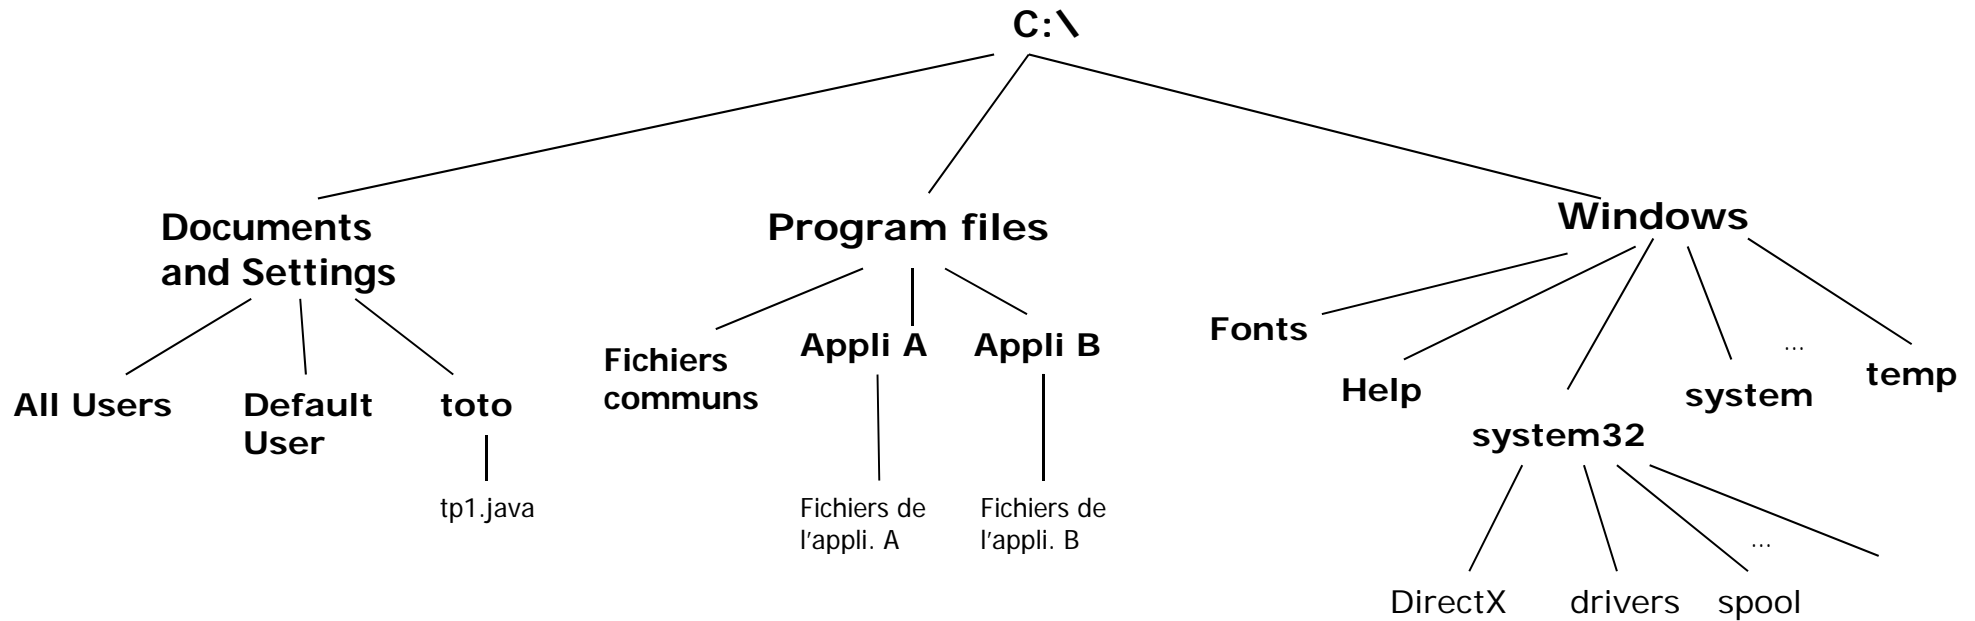 C:\
Documents
and Settings
Program files
Windows
All Users
Default
User
toto
tp1.java
Fichiers
communs
Appli A
Appli B
Fichiers de
l'appli. A
Fichiers de
l'appli. B
Fonts
Help
system32
system
...
temp
DirectX
drivers
spool
...